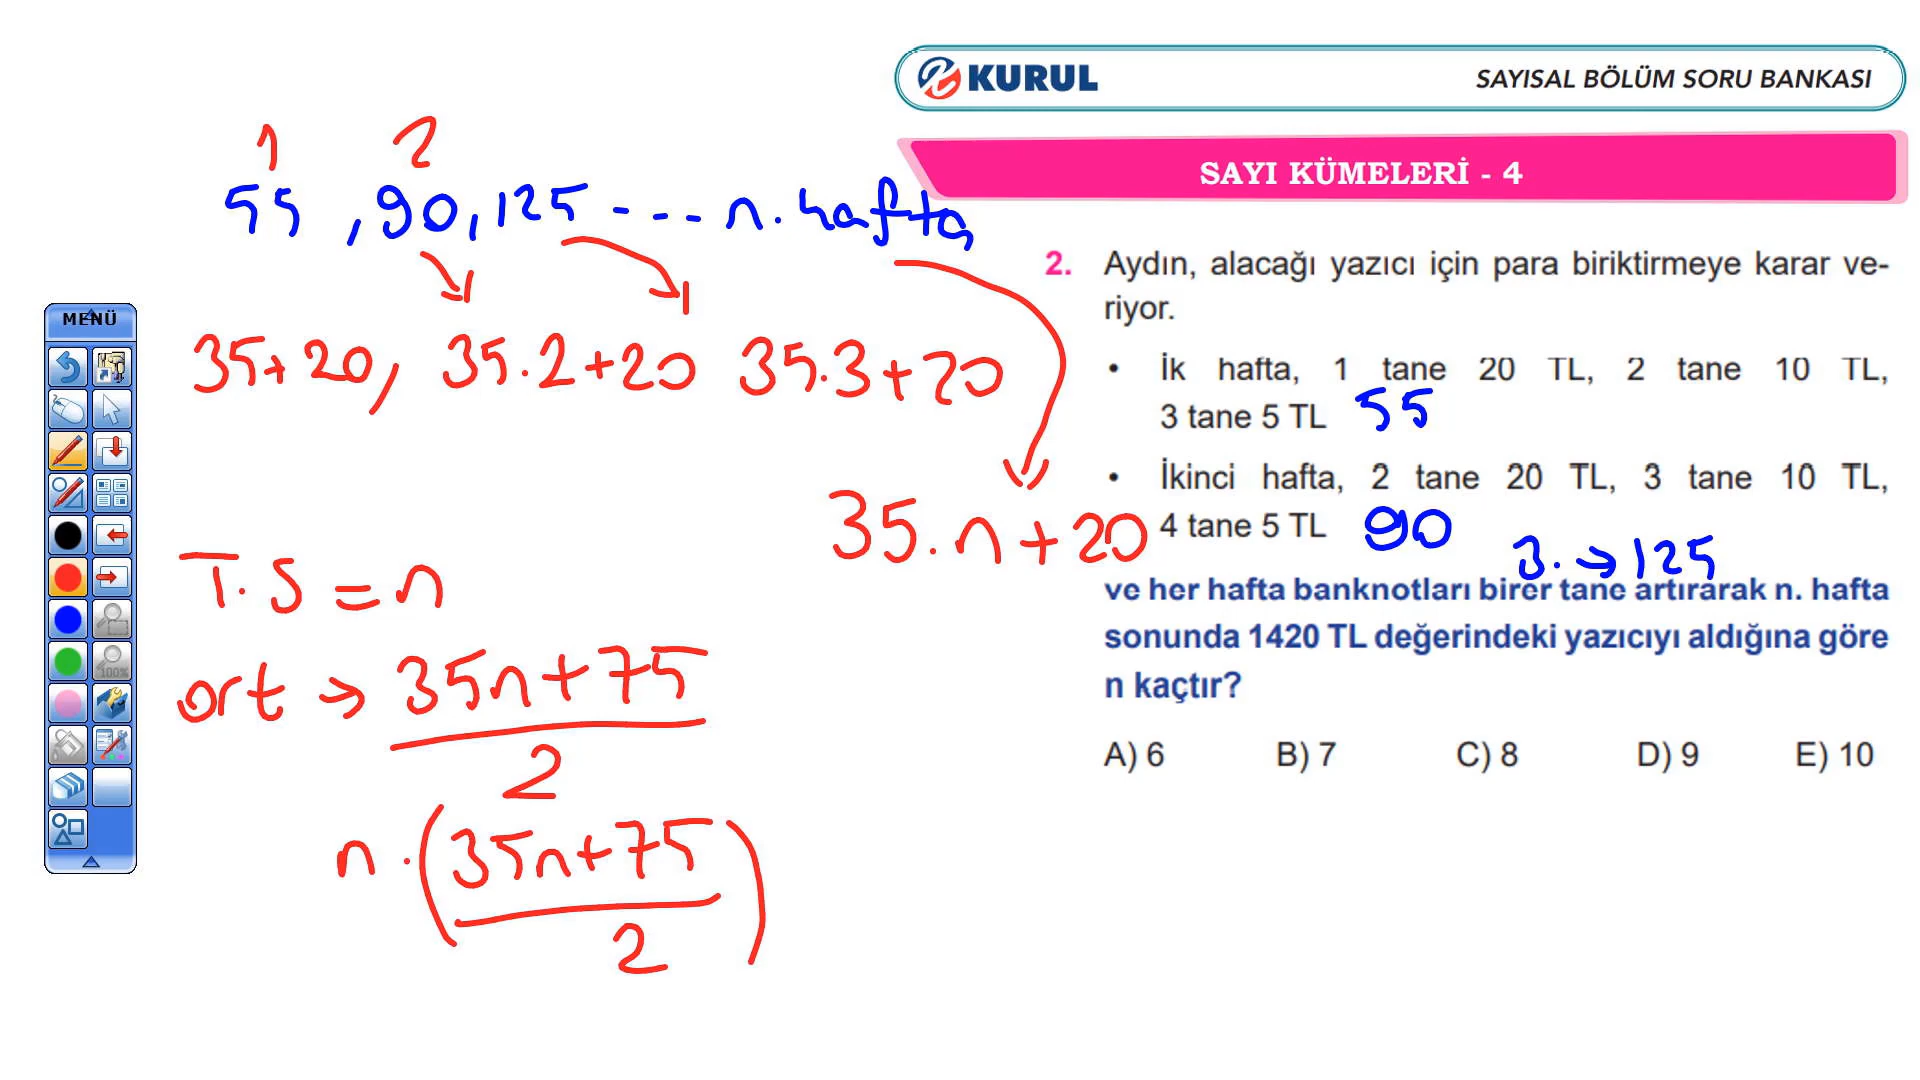 KURUL
SAYISAL BÖLÜM SORU BANKASI
SAYI KÜMELERİ - 4
2. Aydın, alacağı yazıcı için para biriktirmeye karar ve-
riyor.
• İk hafta, 1 tane 20 TL, 2 tane 10 TL,
3 tane 5 TL 55
• İkinci hafta, 2 tane 20 TL, 3 tane 10 TL,
4 tane 5 TL 90
3. → 125
ve her hafta banknotları birer tane artırarak n. hafta
sonunda 1420 TL değerindeki yazıcıyı aldığına göre
n kaçtır?
A) 6 B) 7 C) 8 D) 9 E) 10
1 2
55, 90, 125 --- n. hafta
35+20, 35.2+20 35.3+20
35.n+20
T.S = n
ort → 35n+75
2
n.(35n+75)
2
MENÜ
100%